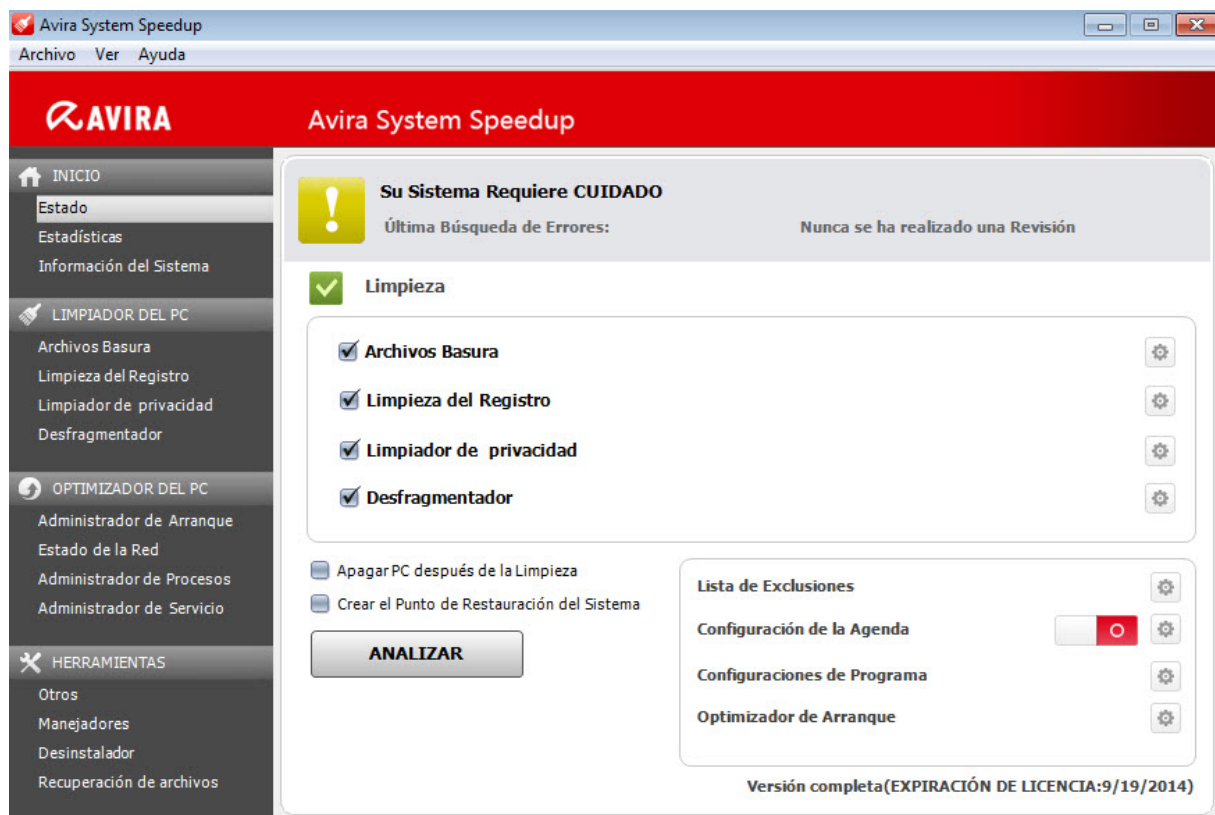 Avira System Speedup
Archivo Ver Ayuda
AVIRA
Avira System Speedup
INICIO
Estado
Estadísticas
Información del Sistema
LIMPIADOR DEL PC
Archivos Basura
Limpieza del Registro
Limpiador de privacidad
Desfragmentador
OPTIMIZADOR DEL PC
Administrador de Arranque
Estado de la Red
Administrador de Procesos
Administrador de Servicio
HERRAMIENTAS
Otros
Manejadores
Desinstalador
Recuperación de archivos
Su Sistema Requiere CUIDADO
Última Búsqueda de Errores: Nunca se ha realizado una Revisión
Limpieza
Archivos Basura
Limpieza del Registro
Limpiador de privacidad
Desfragmentador
Apagar PC después de la Limpieza
Crear el Punto de Restauración del Sistema
ANALIZAR
Lista de Exclusiones
Configuración de la Agenda
Configuraciones de Programa
Optimizador de Arranque
Versión completa(EXPIRACIÓN DE LICENCIA:9/19/2014)